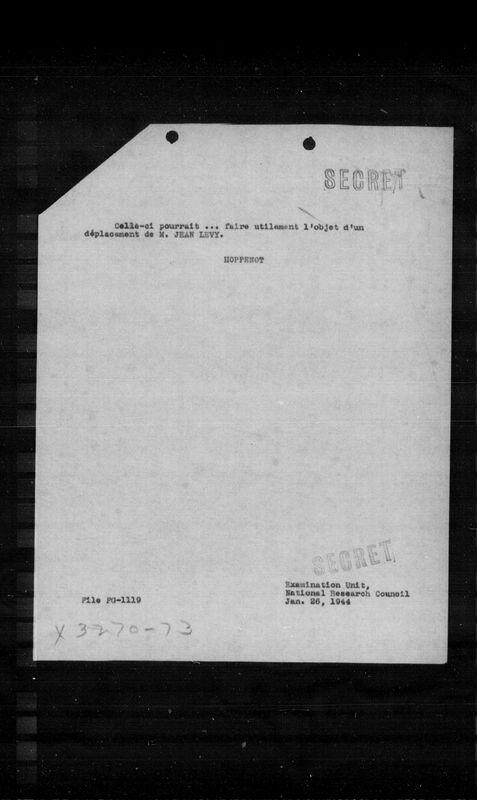 SECRET
Celle-ci pourrait ... faire utilement l'objet d'un
déplacement de M. JEAN LEVY.
HOPPENOT
SECRET
Examination Unit,
National Research Council
Jan. 26, 1944
File FG-1119
X 3270-73